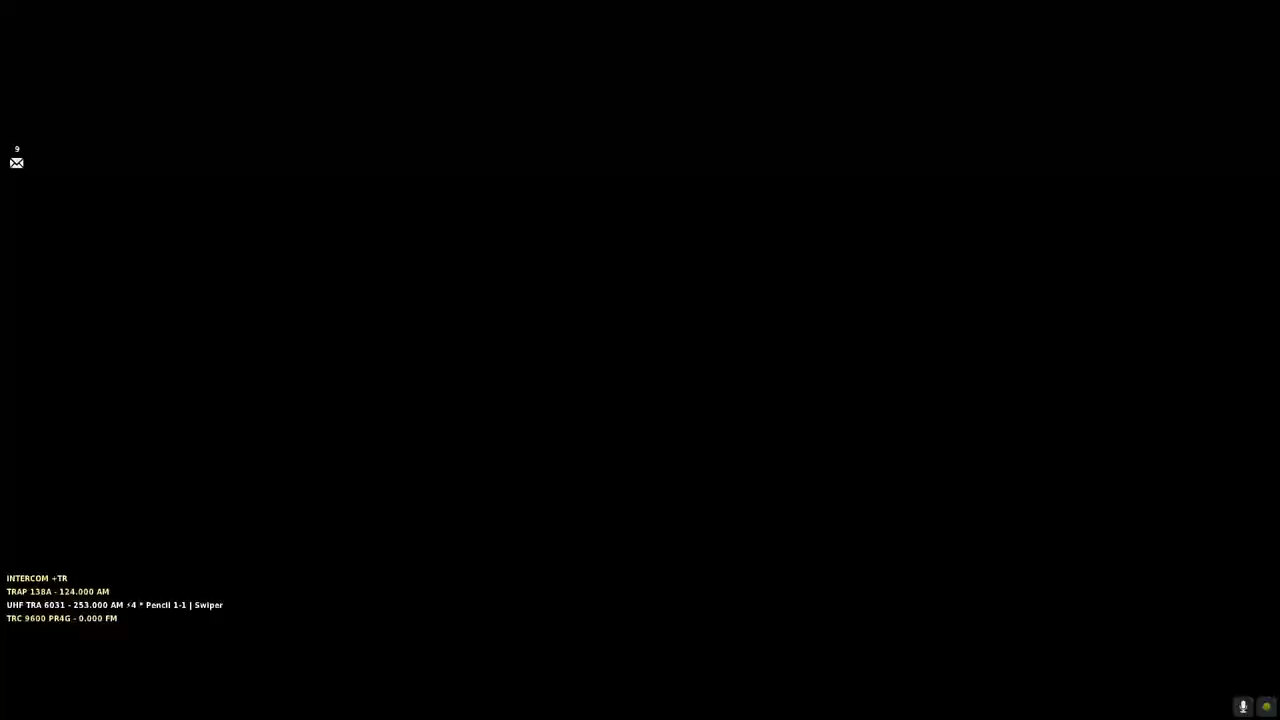 9
INTERCOM +TR
TRAP 138A - 124.000 AM
UHF TRA 6031 - 253.000 AM ⚡4 * Pencil 1-1 | Swiper
TRC 9600 PR4G - 0.000 FM